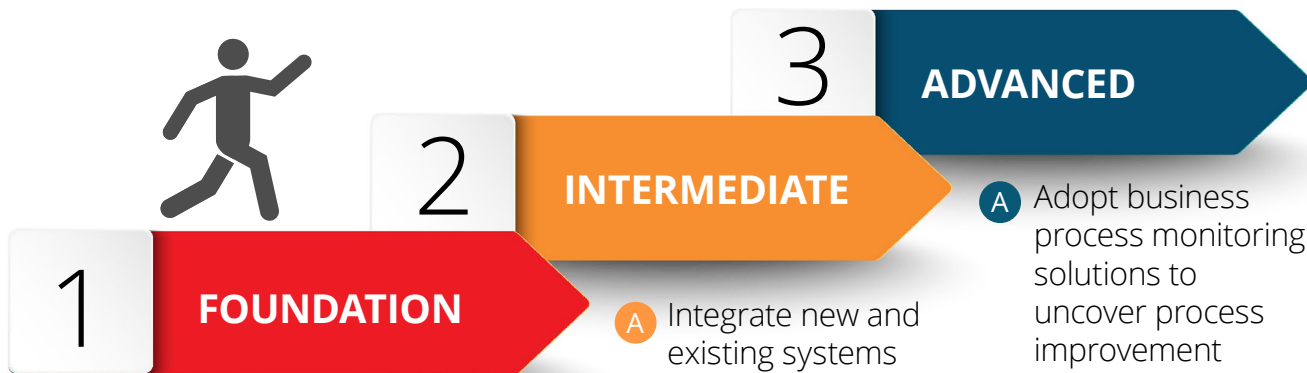 1
FOUNDATION
2
INTERMEDIATE
A Integrate new and
existing systems
3
ADVANCED
A Adopt business
process monitoring
solutions to
uncover process
improvement